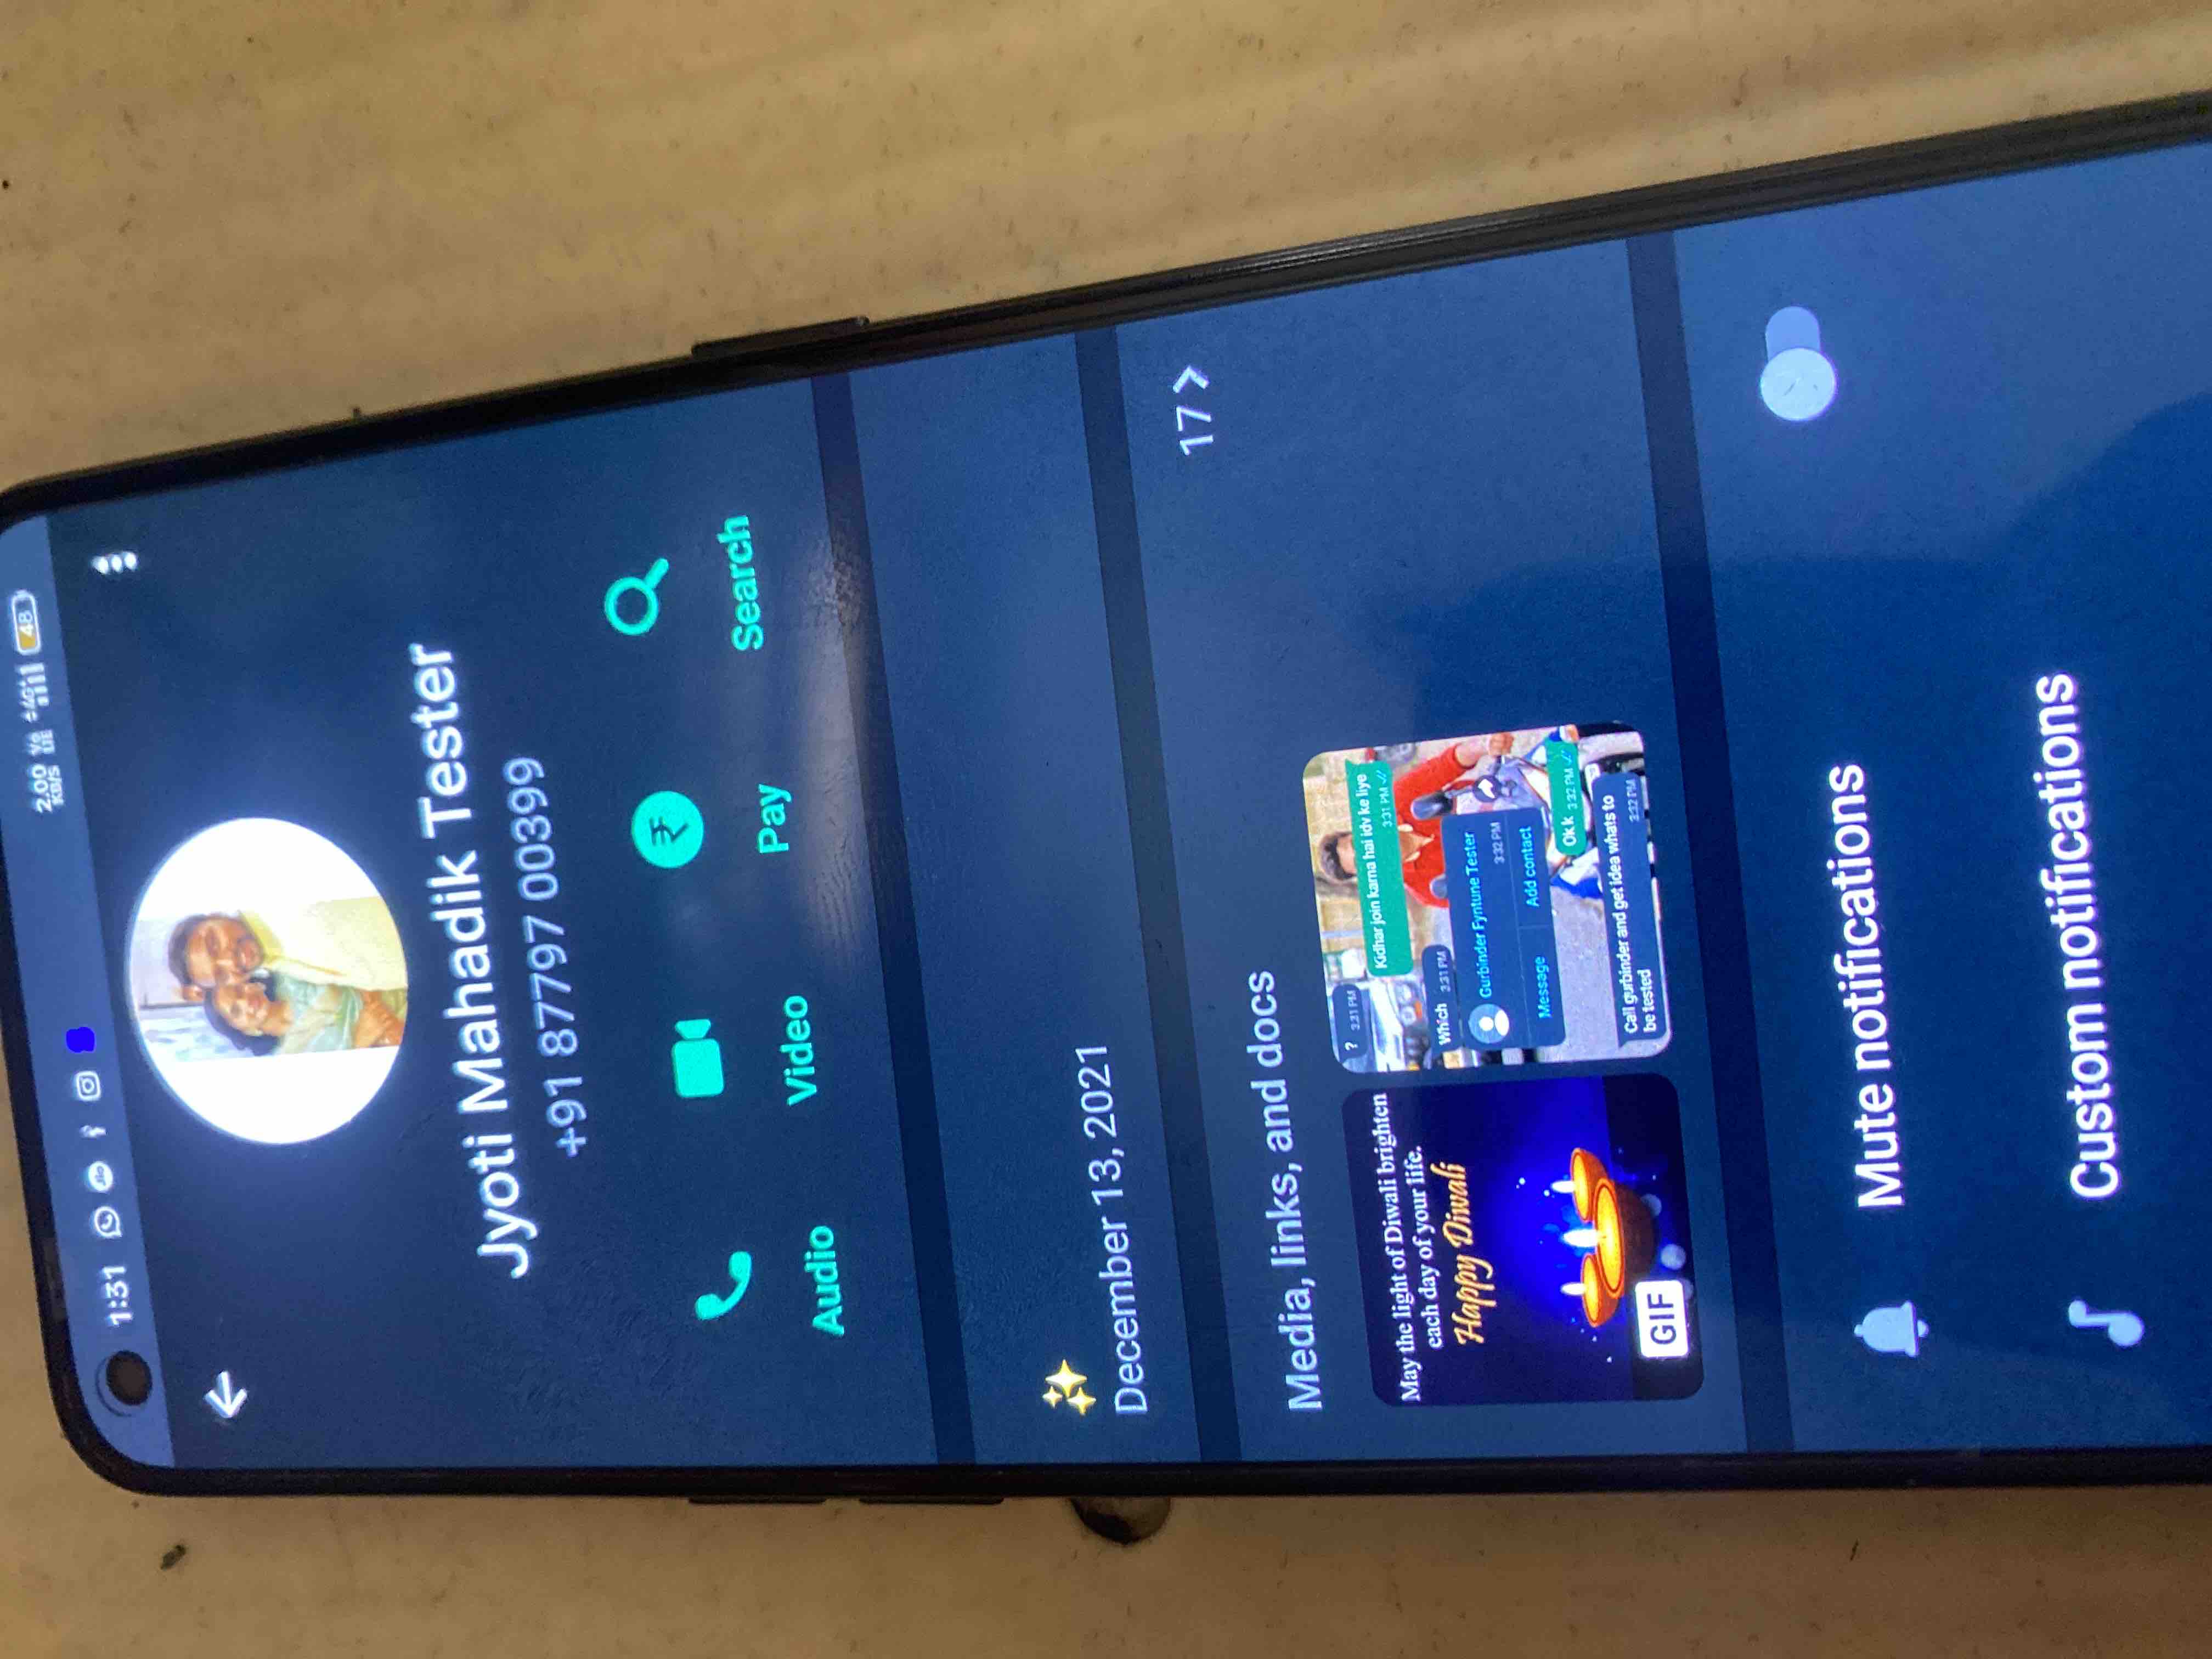 1:31
2.00
KB/S
Vo
LTE
4G+
48
Jyoti Mahadik Tester
+91 87797 00399
Audio
Video
Pay
Search
✨
December 13, 2021
Media, links, and docs
17 >
May the light of Diwali brighten
each day of your life.
Happy Diwali
GIF
? 3:31 PM
Kidhar join karna hai idv ke liye
3:31 PM
Which 3:31 PM
Gurbinder Fyntune Tester
3:32 PM
Message
Add contact
Okk 3:32 PM
Call gurbinder and get idea whats to
be tested 3:32 PM
Mute notifications
Custom notifications